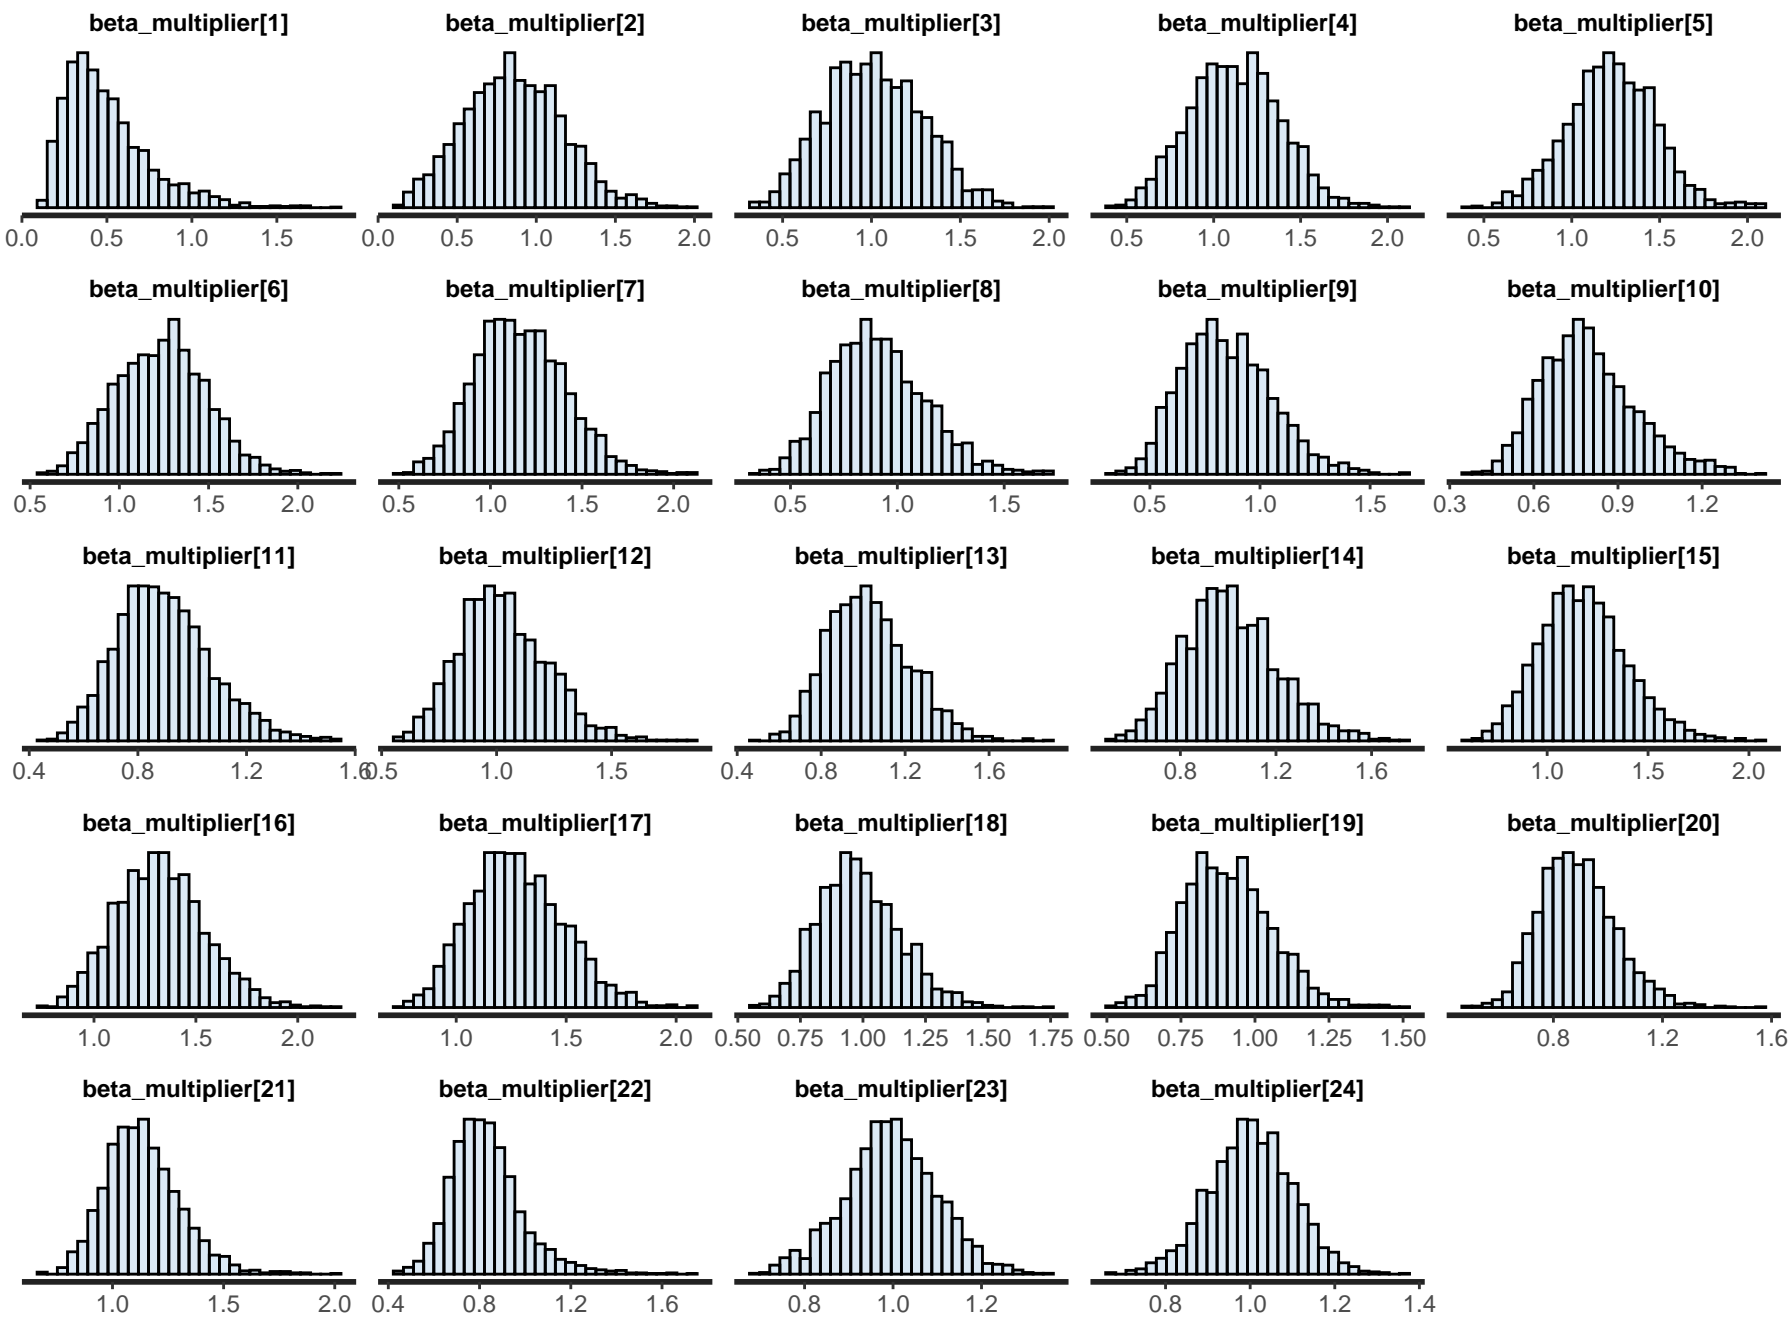 beta_multiplier[1] beta_multiplier[2] beta_multiplier[3] beta_multiplier[4] beta_multiplier[5]
0.0 0.5 1.0 1.5 0.0 0.5 1.0 1.5 2.0 0.5 1.0 1.5 2.0 0.5 1.0 1.5 2.0 0.5 1.0 1.5 2.0
beta_multiplier[6] beta_multiplier[7] beta_multiplier[8] beta_multiplier[9] beta_multiplier[10]
0.5 1.0 1.5 2.0 0.5 1.0 1.5 2.0 0.5 1.0 1.5 0.5 1.0 1.5 0.3 0.6 0.9 1.2
beta_multiplier[11] beta_multiplier[12] beta_multiplier[13] beta_multiplier[14] beta_multiplier[15]
0.4 0.8 1.2 1.6 0.5 1.0 1.5 0.4 0.8 1.2 1.6 0.8 1.2 1.6 1.0 1.5 2.0
beta_multiplier[16] beta_multiplier[17] beta_multiplier[18] beta_multiplier[19] beta_multiplier[20]
1.0 1.5 2.0 1.0 1.5 2.0 0.50 0.75 1.00 1.25 1.50 1.75 0.50 0.75 1.00 1.25 1.50 0.8 1.2 1.6
beta_multiplier[21] beta_multiplier[22] beta_multiplier[23] beta_multiplier[24]
1.0 1.5 2.0 0.4 0.8 1.2 1.6 0.8 1.0 1.2 0.8 1.0 1.2 1.4